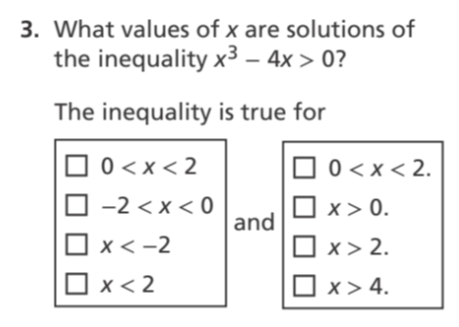 3. What values of x are solutions of
the inequality x³ – 4x > 0?
The inequality is true for
☐ 0 < x < 2
☐ –2 < x < 0
☐ x < –2
☐ x < 2
and
☐ 0 < x < 2.
☐ x > 0.
☐ x > 2.
☐ x > 4.